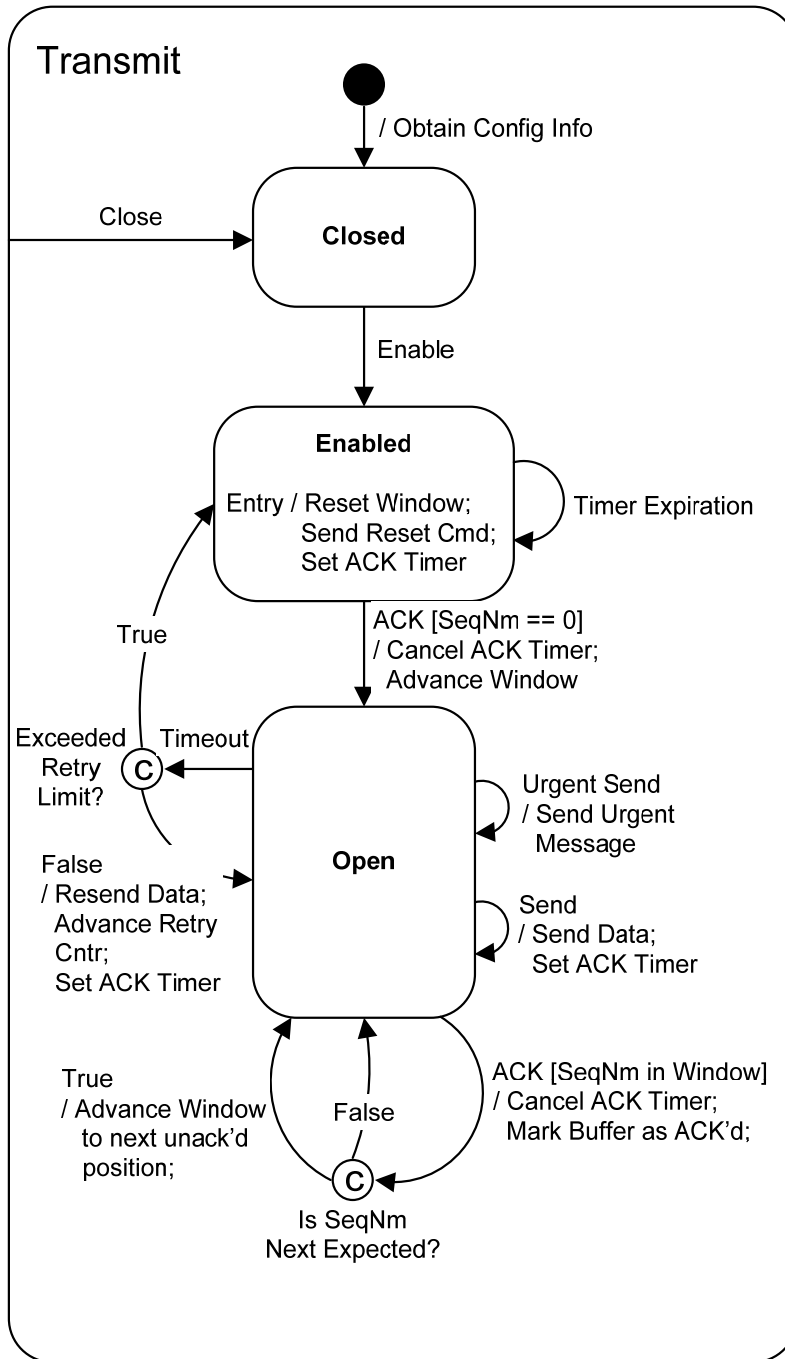 Transmit
/ Obtain Config Info
Close
Closed
Enable
Enabled
Entry / Reset Window;
Send Reset Cmd;
Set ACK Timer
Timer Expiration
True
ACK [SeqNm == 0]
/ Cancel ACK Timer;
Advance Window
Exceeded
Retry
Limit?
C
Timeout
Urgent Send
/ Send Urgent
Message
Open
False
/ Resend Data;
Advance Retry
Cntr;
Set ACK Timer
Send
/ Send Data;
Set ACK Timer
True
/ Advance Window
to next unack'd
position;
False
ACK [SeqNm in Window]
/ Cancel ACK Timer;
Mark Buffer as ACK'd;
C
Is SeqNm
Next Expected?